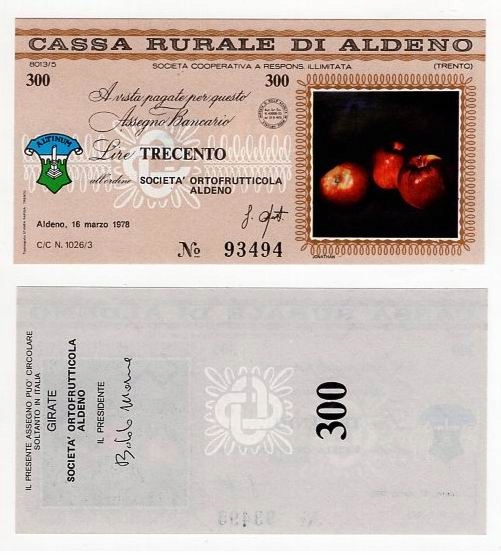 CASSA RURALE DI ALDENO
8013/5 SOCIETÀ COOPERATIVA A RESPONS. ILLIMITATA (TRENTO)
300 300
A vista pagate per questo
Assegno Bancario
ALTINUM
Lire TRECENTO
all'ordine SOCIETA' ORTOFRUTTICOLA
ALDENO
Aldeno, 16 marzo 1978
C/C N. 1026/3
No 93494
JONATHAN
IL PRESENTE ASSEGNO PUO' CIRCOLARE
SOLTANTO IN ITALIA
GIRATE
SOCIETA' ORTOFRUTTICOLA
ALDENO
IL PRESIDENTE
300